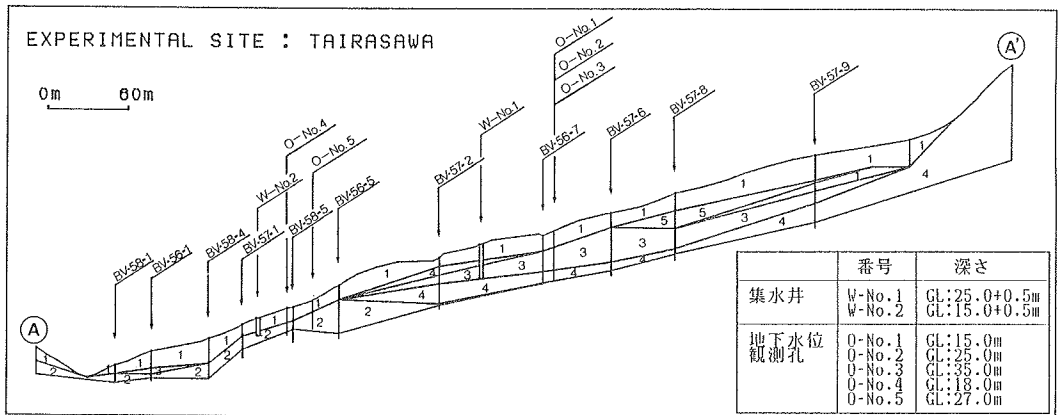 EXPERIMENTAL SITE : TAIRASAWA
0m 60m
A
A'
BV-58-1
BV-56-1
BV-58-4
BV-57-1
W-No.2
O-No.4
BV-58-5
O-No.5
BV-56-5
BV-57-2
W-No.1
BV-56-7
O-No.1
O-No.2
O-No.3
BV-57-6
BV-57-8
BV-57-9
番号 深さ
集水井 W-No.1 GL:25.0+0.5m
W-No.2 GL:15.0+0.5m
地下水位 O-No.1 GL:15.0m
観測孔 O-No.2 GL:25.0m
O-No.3 GL:35.0m
O-No.4 GL:18.0m
O-No.5 GL:27.0m